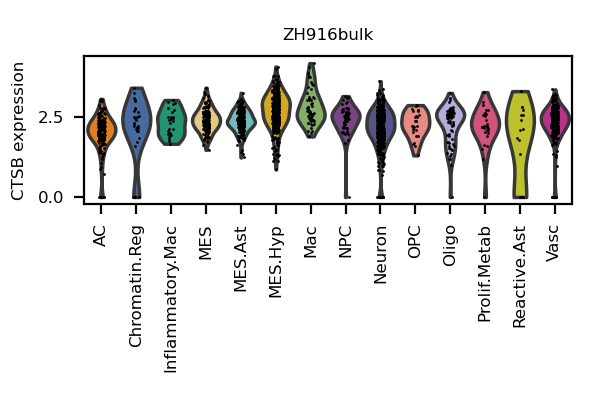 ZH916bulk
CTSB expression
2.5
0.0
AC
Chromatin.Reg
Inflammatory.Mac
MES
MES.Ast
MES.Hyp
Mac
NPC
Neuron
OPC
Oligo
Prolif.Metab
Reactive.Ast
Vasc